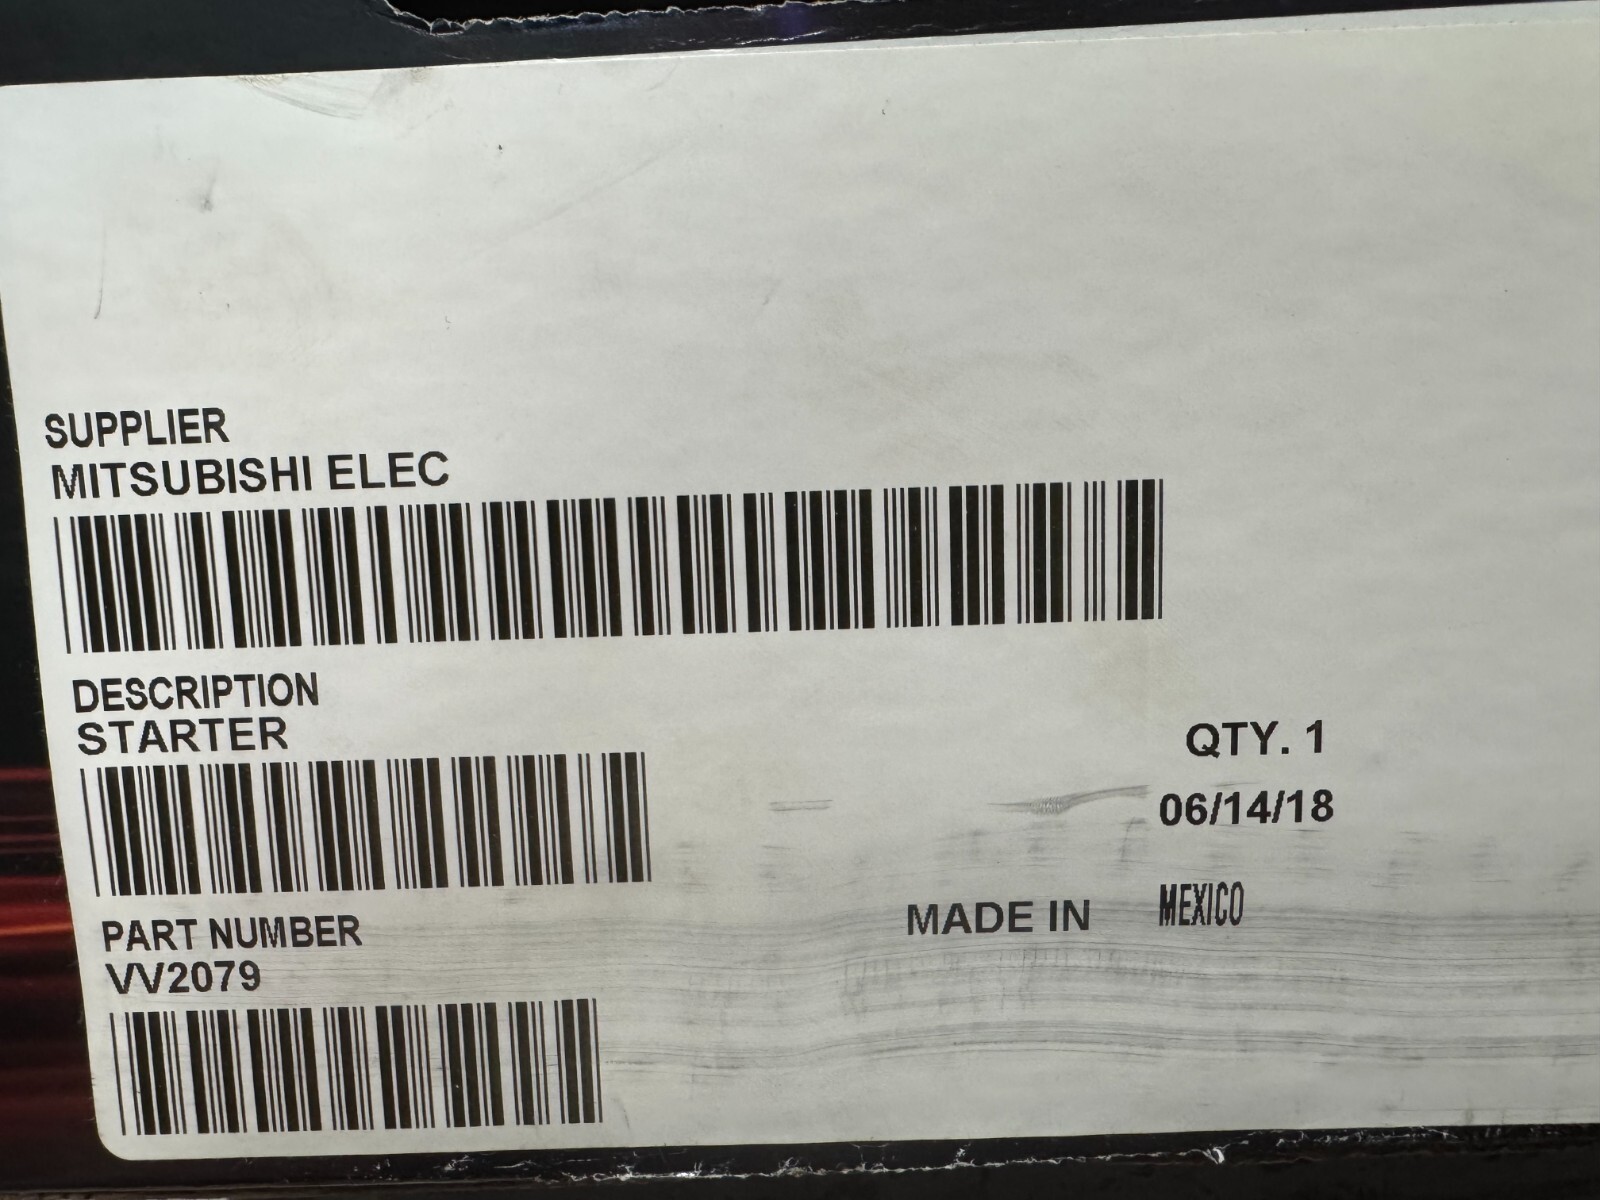 SUPPLIER
MITSUBISHI ELEC
DESCRIPTION
STARTER
QTY. 1
06/14/18
PART NUMBER
VV2079
MADE IN MEXICO